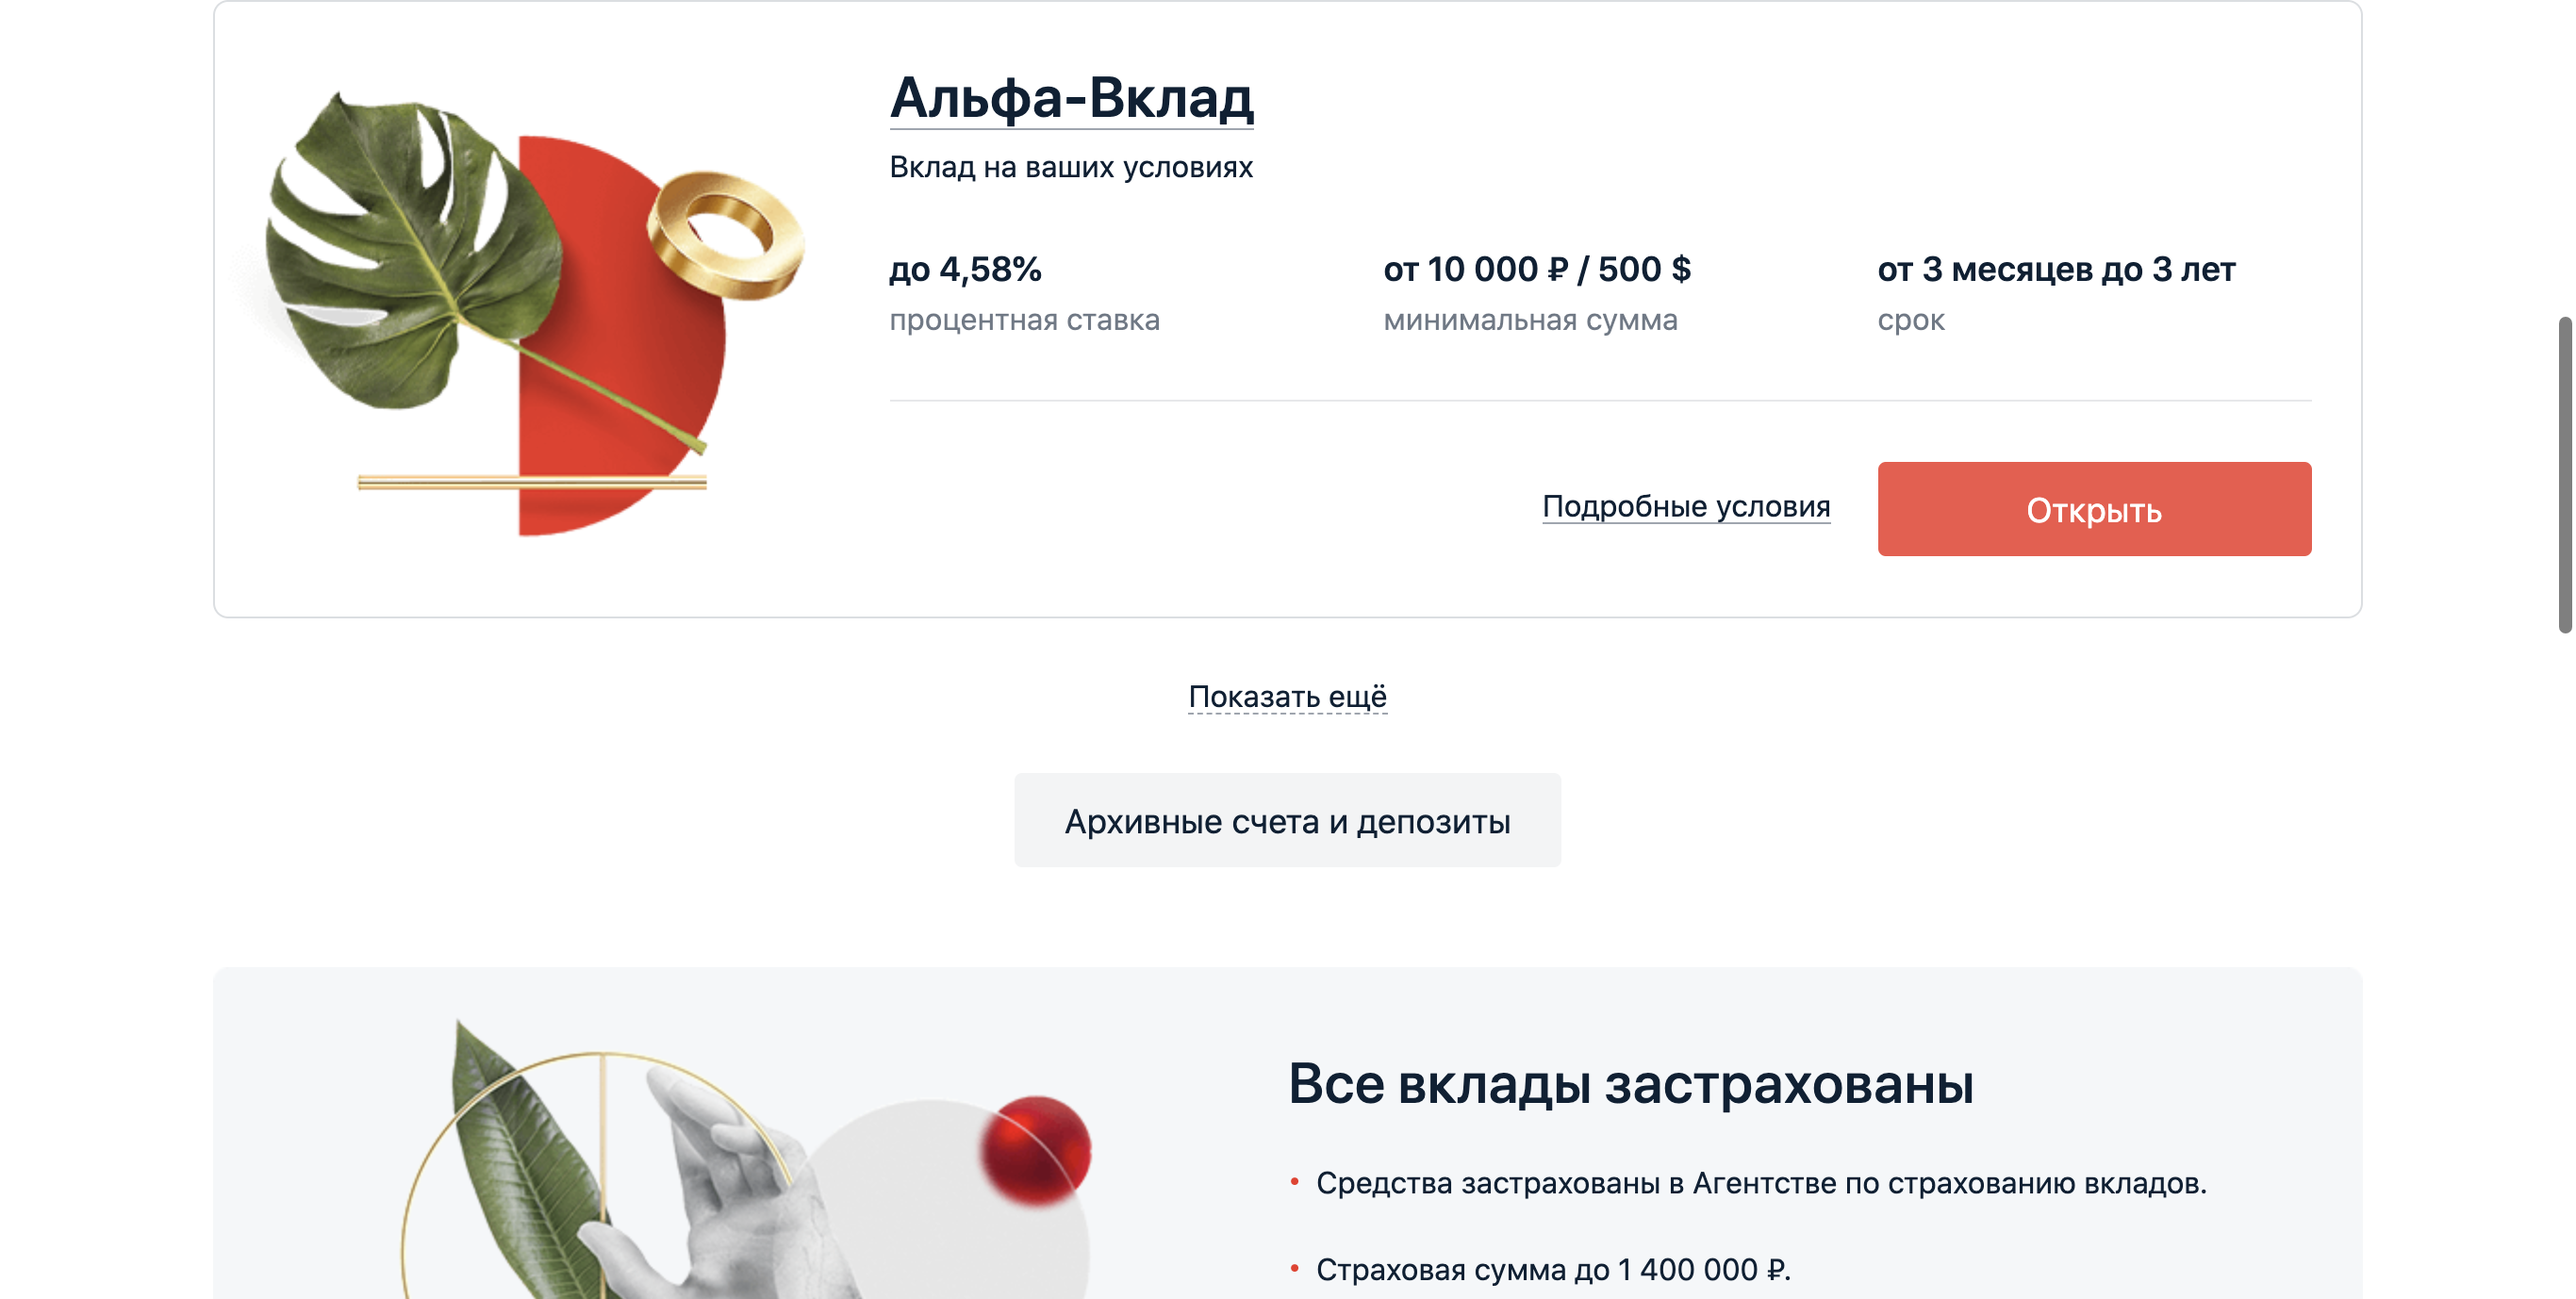 Альфа-Вклад
Вклад на ваших условиях
до 4,58%
процентная ставка
от 10 000 ₽ / 500 $
минимальная сумма
от 3 месяцев до 3 лет
срок
Подробные условия
Открыть
Показать ещё
Архивные счета и депозиты
Все вклады застрахованы
• Средства застрахованы в Агентстве по страхованию вкладов.
• Страховая сумма до 1 400 000 ₽.